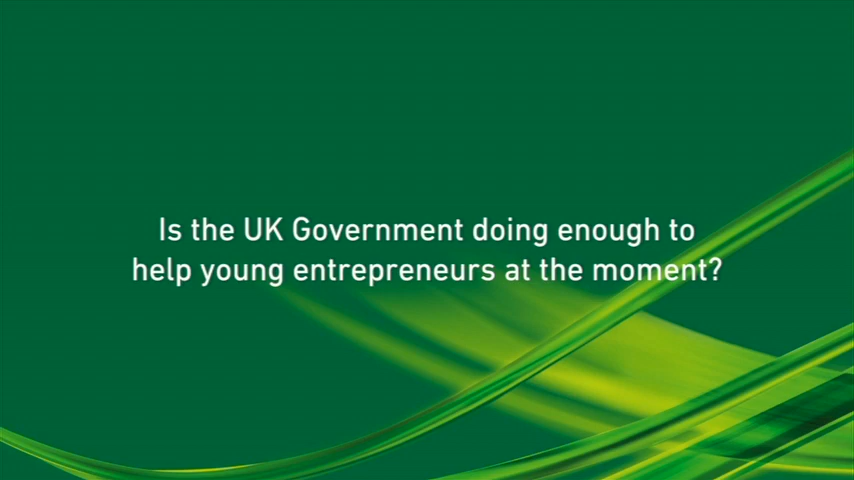 Is the UK Government doing enough to
help young entrepreneurs at the moment?